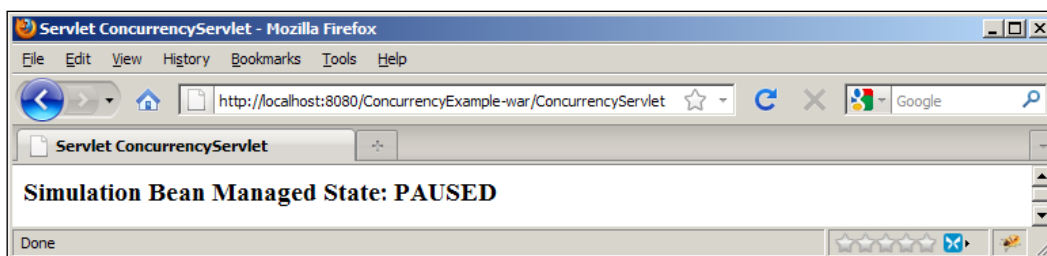 Servlet ConcurrencyServlet - Mozilla Firefox
File Edit View History Bookmarks Tools Help
http://localhost:8080/ConcurrencyExample-war/ConcurrencyServlet Google
Servlet ConcurrencyServlet
Simulation Bean Managed State: PAUSED
Done